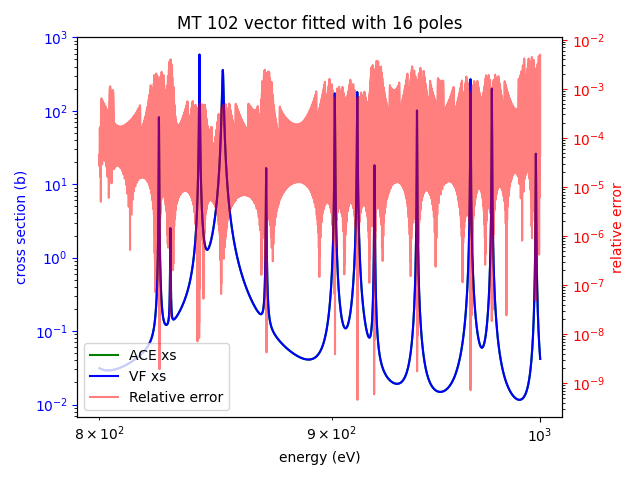 MT 102 vector fitted with 16 poles
10³
10²
10¹
10⁰
10⁻¹
10⁻²
cross section (b)
10⁻²
10⁻³
10⁻⁴
10⁻⁵
10⁻⁶
10⁻⁷
10⁻⁸
10⁻⁹
relative error
ACE xs
VF xs
Relative error
8 × 10² 9 × 10² 10³
energy (eV)